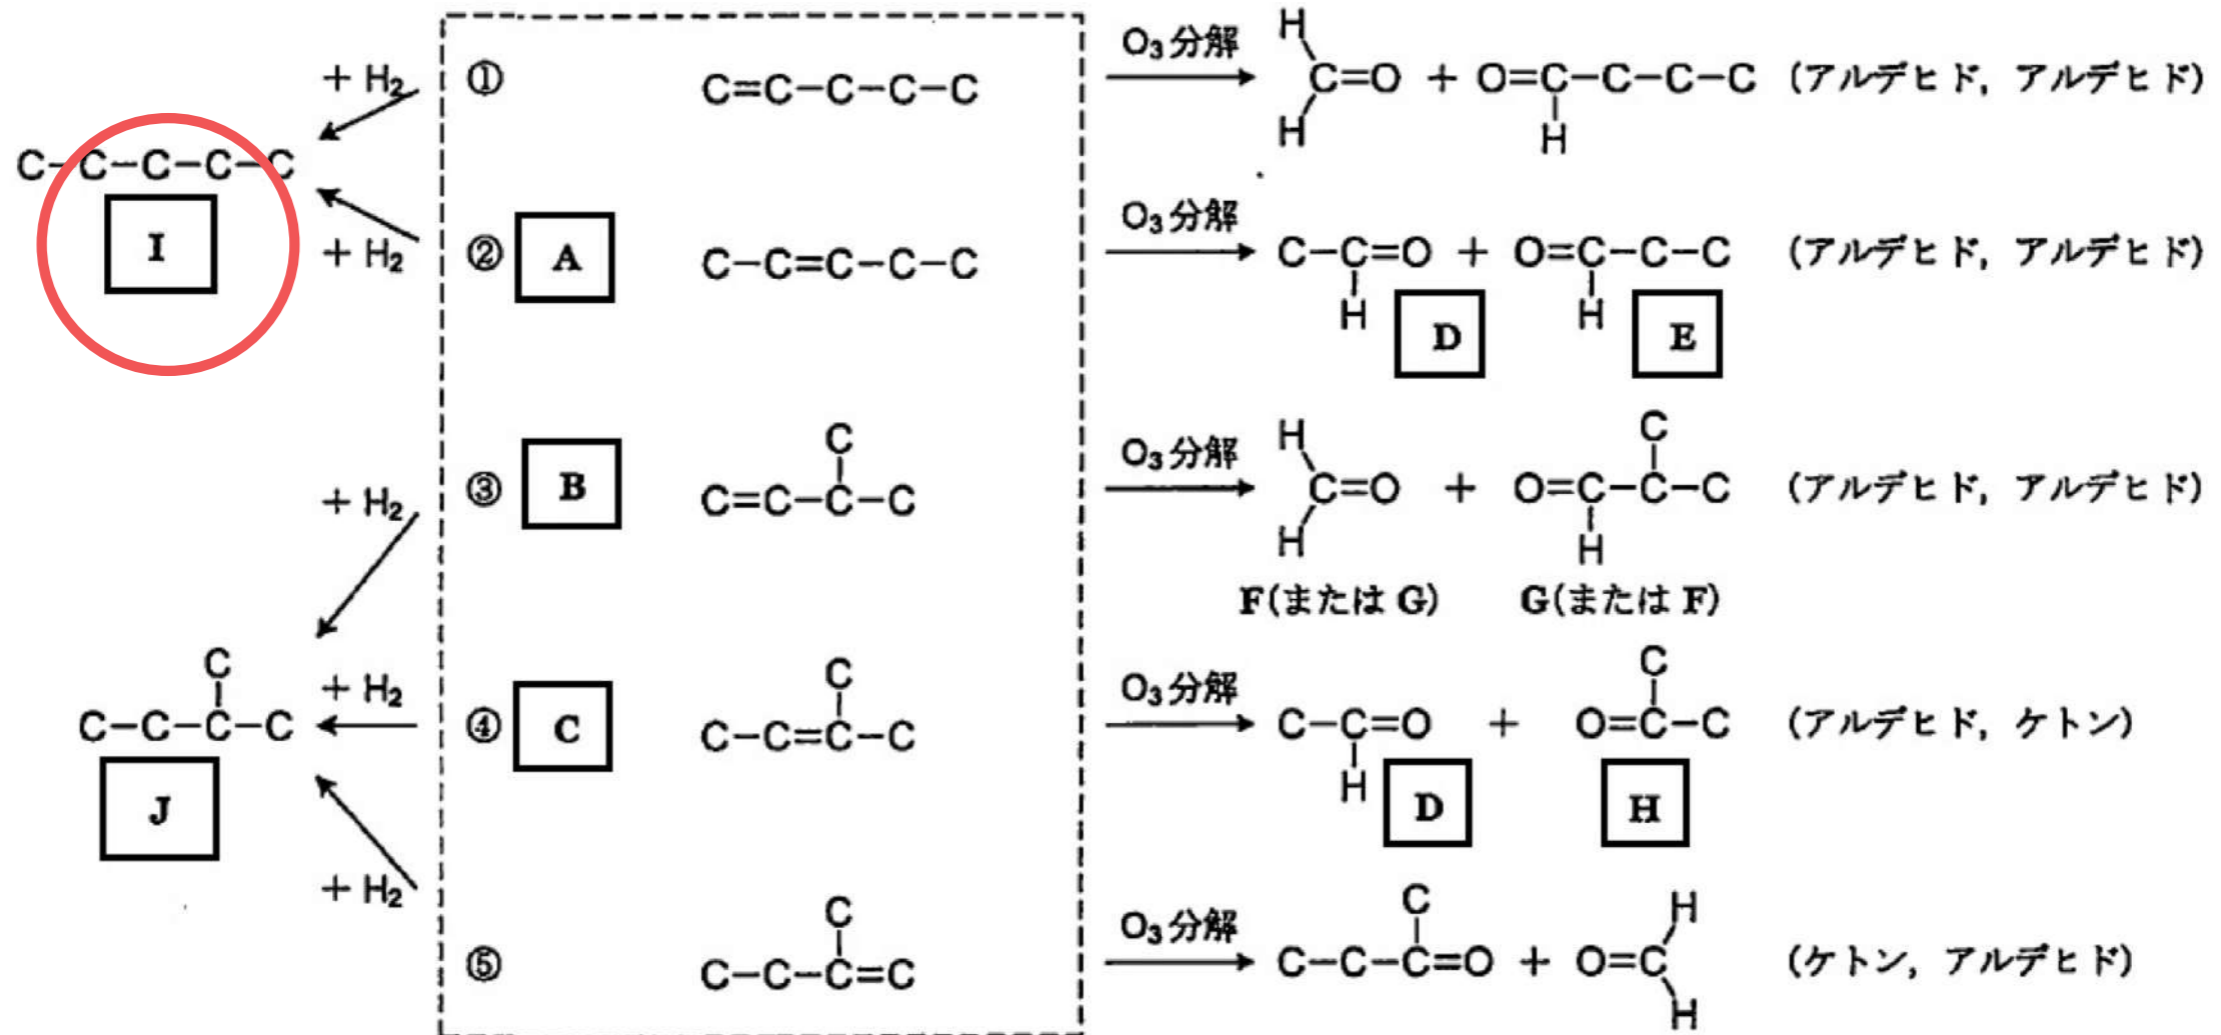 + H₂ ① C=C-C-C-C O₃分解 H H C=O + O=C-C-C-C H (アルデヒド, アルデヒド)
C-C-C-C-C
I
+ H₂ ② A C-C=C-C-C O₃分解 C-C=O H D + O=C-C-C H E (アルデヒド, アルデヒド)
+ H₂ ③ B C=C-C-C C O₃分解 H H C=O + O=C-C-C H C (アルデヒド, アルデヒド)
F(または G) G(または F)
C-C-C-C C
J
+ H₂ ④ C C-C=C-C C O₃分解 C-C=O H D + O=C-C C H (アルデヒド, ケトン)
+ H₂ ⑤ C-C-C=C C O₃分解 C-C-C=O C + O=C H H (ケトン, アルデヒド)